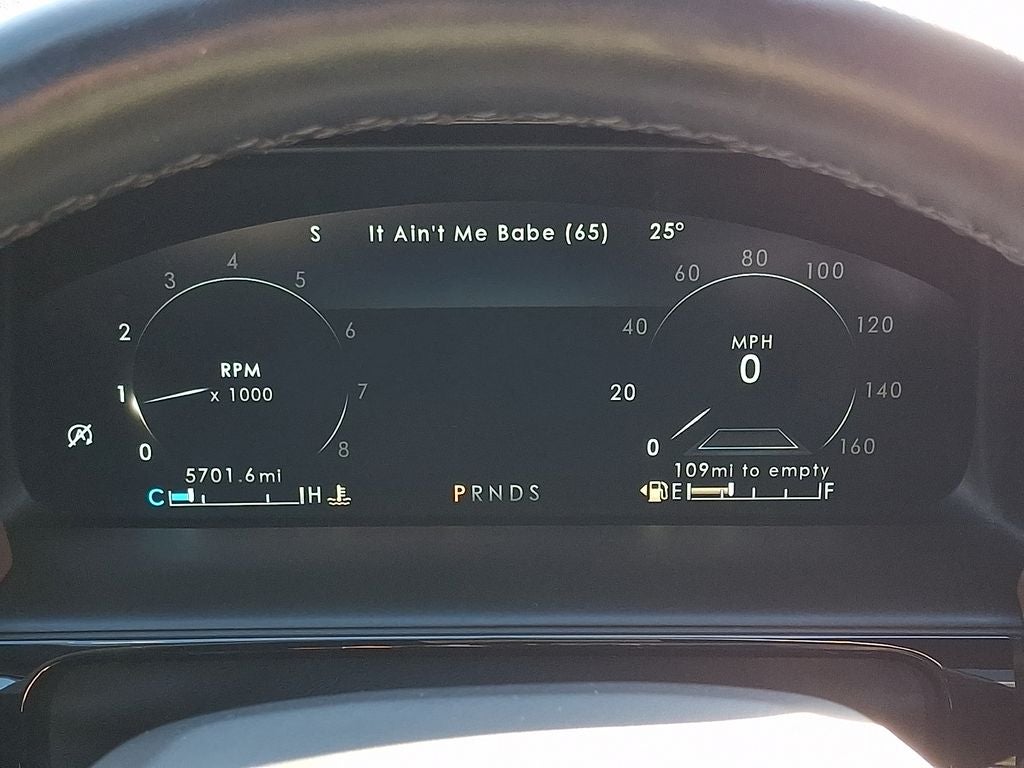 S It Ain't Me Babe (65) 25°
0 1 2 3 4 5 6 7 8
RPM
x 1000
0 20 40 60 80 100 120 140 160
MPH
0
5701.6mi
C H
PRNDS
109mi to empty
E F